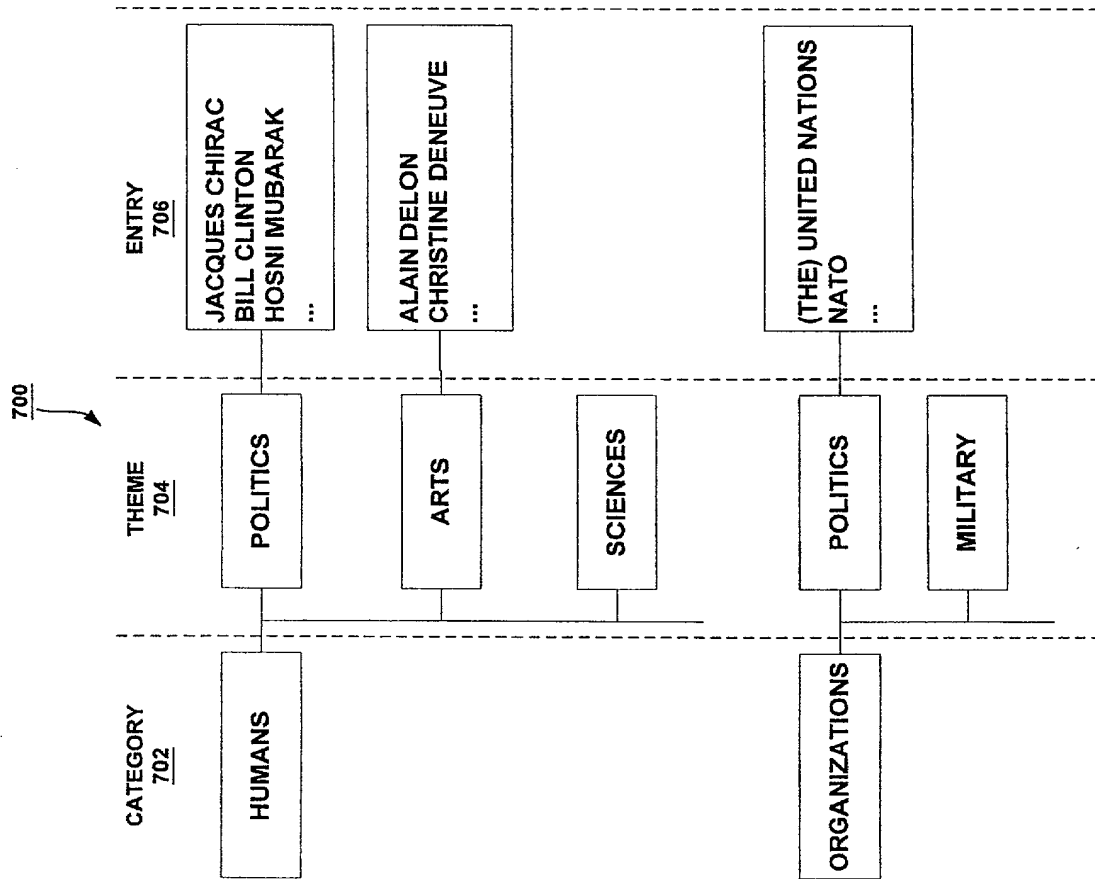 700
CATEGORY
702
THEME
704
ENTRY
706
HUMANS
POLITICS
JACQUES CHIRAC
BILL CLINTON
HOSNI MUBARAK
...
ARTS
ALAIN DELON
CHRISTINE DENEUVE
...
SCIENCES
ORGANIZATIONS
POLITICS
(THE) UNITED NATIONS
NATO
...
MILITARY